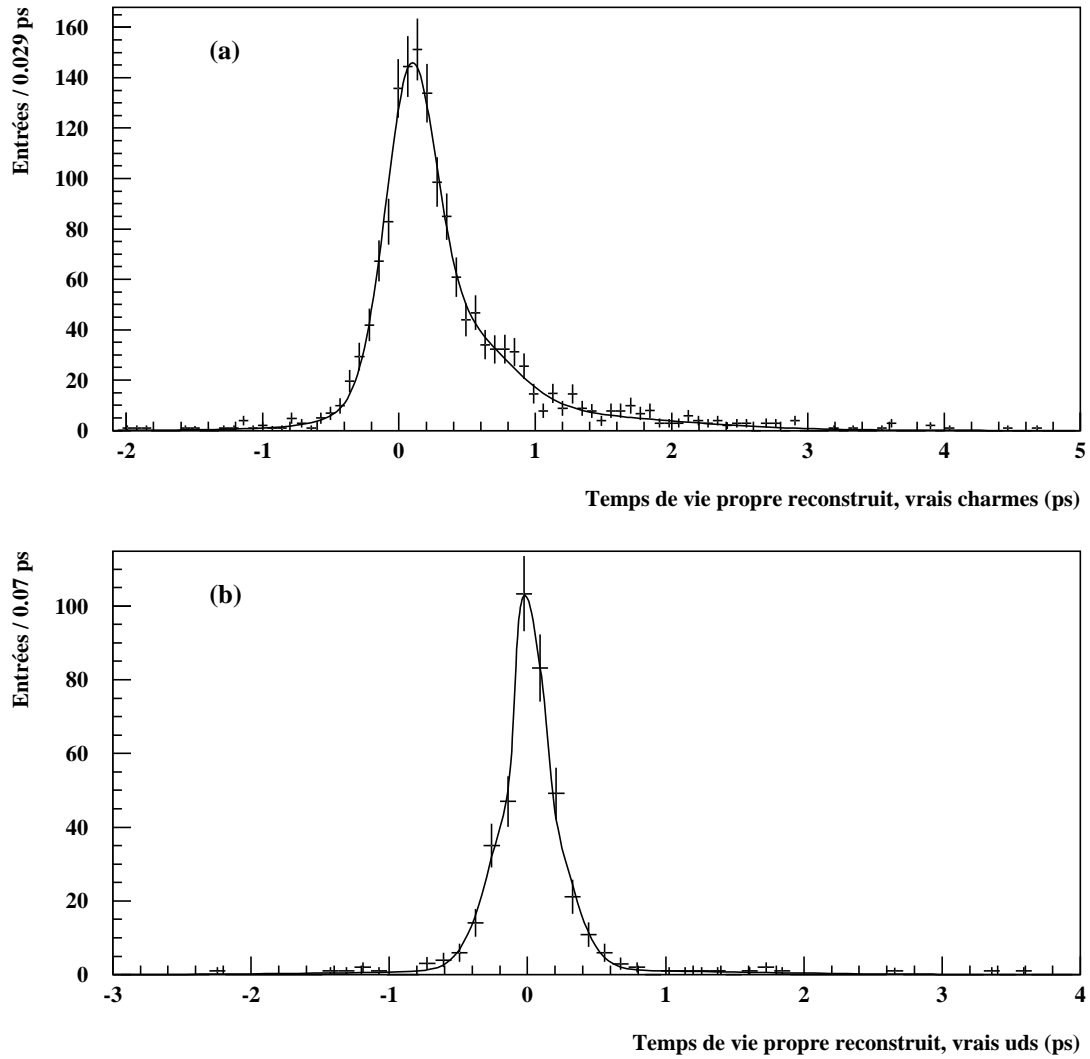 Entrées / 0.029 ps
160
140
120
100
80
60
40
20
0
(a)
-2 -1 0 1 2 3 4 5
Temps de vie propre reconstruit, vrais charmes (ps)
Entrées / 0.07 ps
100
80
60
40
20
0
(b)
-3 -2 -1 0 1 2 3 4
Temps de vie propre reconstruit, vrais uds (ps)